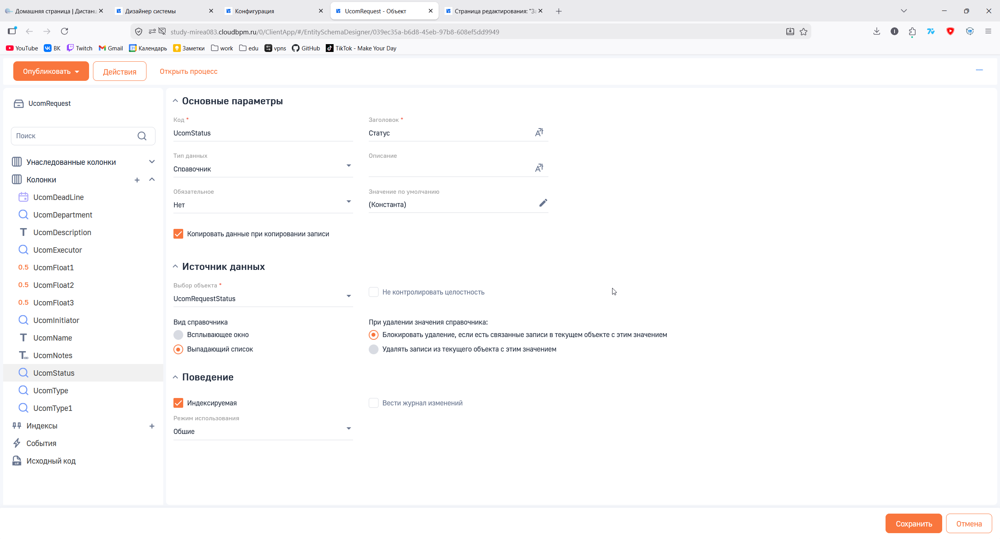 Домашняя страница | Дистанц
Дизайнер системы
Конфигурация
UcomRequest - Объект
Страница редактирования: "За
study-mirea083.cloudbpm.ru/0/ClientApp/#/EntitySchemaDesigner/039ec35a-b6d8-45eb-97b8-608ef5dd9949
YouTube
ВК
Twitch
Gmail
31
Календарь
Заметки
work
edu
vpns
GitHub
TikTok - Make Your Day
Опубликовать
Действия
Открыть процесс
UcomRequest
Поиск
Унаследованные колонки
Колонки
UcomDeadLine
UcomDepartment
UcomDescription
UcomExecutor
0.5 UcomFloat1
0.5 UcomFloat2
0.5 UcomFloat3
UcomInitiator
UcomName
UcomNotes
UcomStatus
UcomType
UcomType1
Индексы
События
Исходный код
Основные параметры
Код *
UcomStatus
Заголовок *
Статус
Тип данных
Справочник
Описание
Обязательное
Нет
Значение по умолчанию
(Константа)
Копировать данные при копировании записи
Источник данных
Выбор объекта *
UcomRequestStatus
Не контролировать целостность
Вид справочника
Всплывающее окно
Выпадающий список
При удалении значения справочника:
Блокировать удаление, если есть связанные записи в текущем объекте с этим значением
Удалять записи из текущего объекта с этим значением
Поведение
Индексируемая
Вести журнал изменений
Режим использования
Общие
Сохранить
Отмена